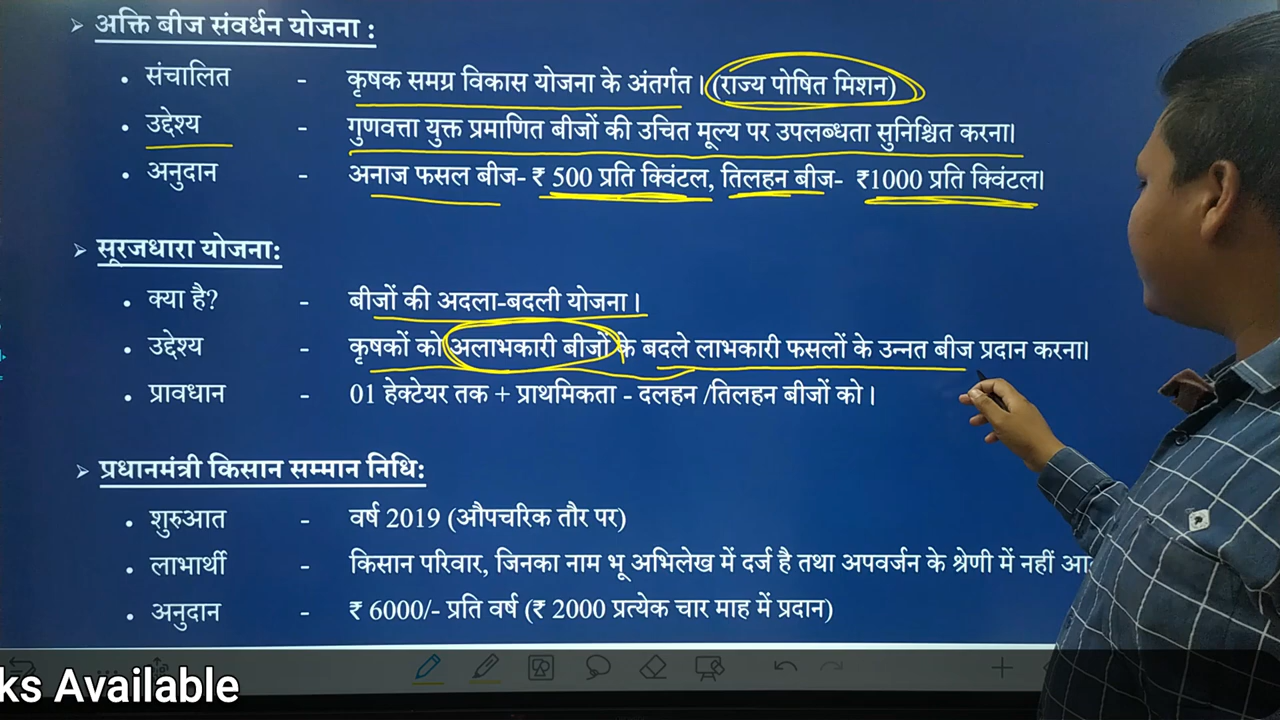 ➢ अक्ति बीज संवर्धन योजना :
• संचालित - कृषक समग्र विकास योजना के अंतर्गत। (राज्य पोषित मिशन)
• उद्देश्य - गुणवत्ता युक्त प्रमाणित बीजों की उचित मूल्य पर उपलब्धता सुनिश्चित करना।
• अनुदान - अनाज फसल बीज- ₹ 500 प्रति क्विंटल, तिलहन बीज- ₹1000 प्रति क्विंटल।
➢ सूरजधारा योजना:
• क्या है? - बीजों की अदला-बदली योजना।
• उद्देश्य - कृषकों को अलाभकारी बीजों के बदले लाभकारी फसलों के उन्नत बीज प्रदान करना।
• प्रावधान - 01 हेक्टेयर तक + प्राथमिकता - दलहन /तिलहन बीजों को।
➢ प्रधानमंत्री किसान सम्मान निधि:
• शुरुआत - वर्ष 2019 (औपचरिक तौर पर)
• लाभार्थी - किसान परिवार, जिनका नाम भू अभिलेख में दर्ज है तथा अपवर्जन के श्रेणी में नहीं
• अनुदान - ₹ 6000/- प्रति वर्ष (₹ 2000 प्रत्येक चार माह में प्रदान)
ks Available